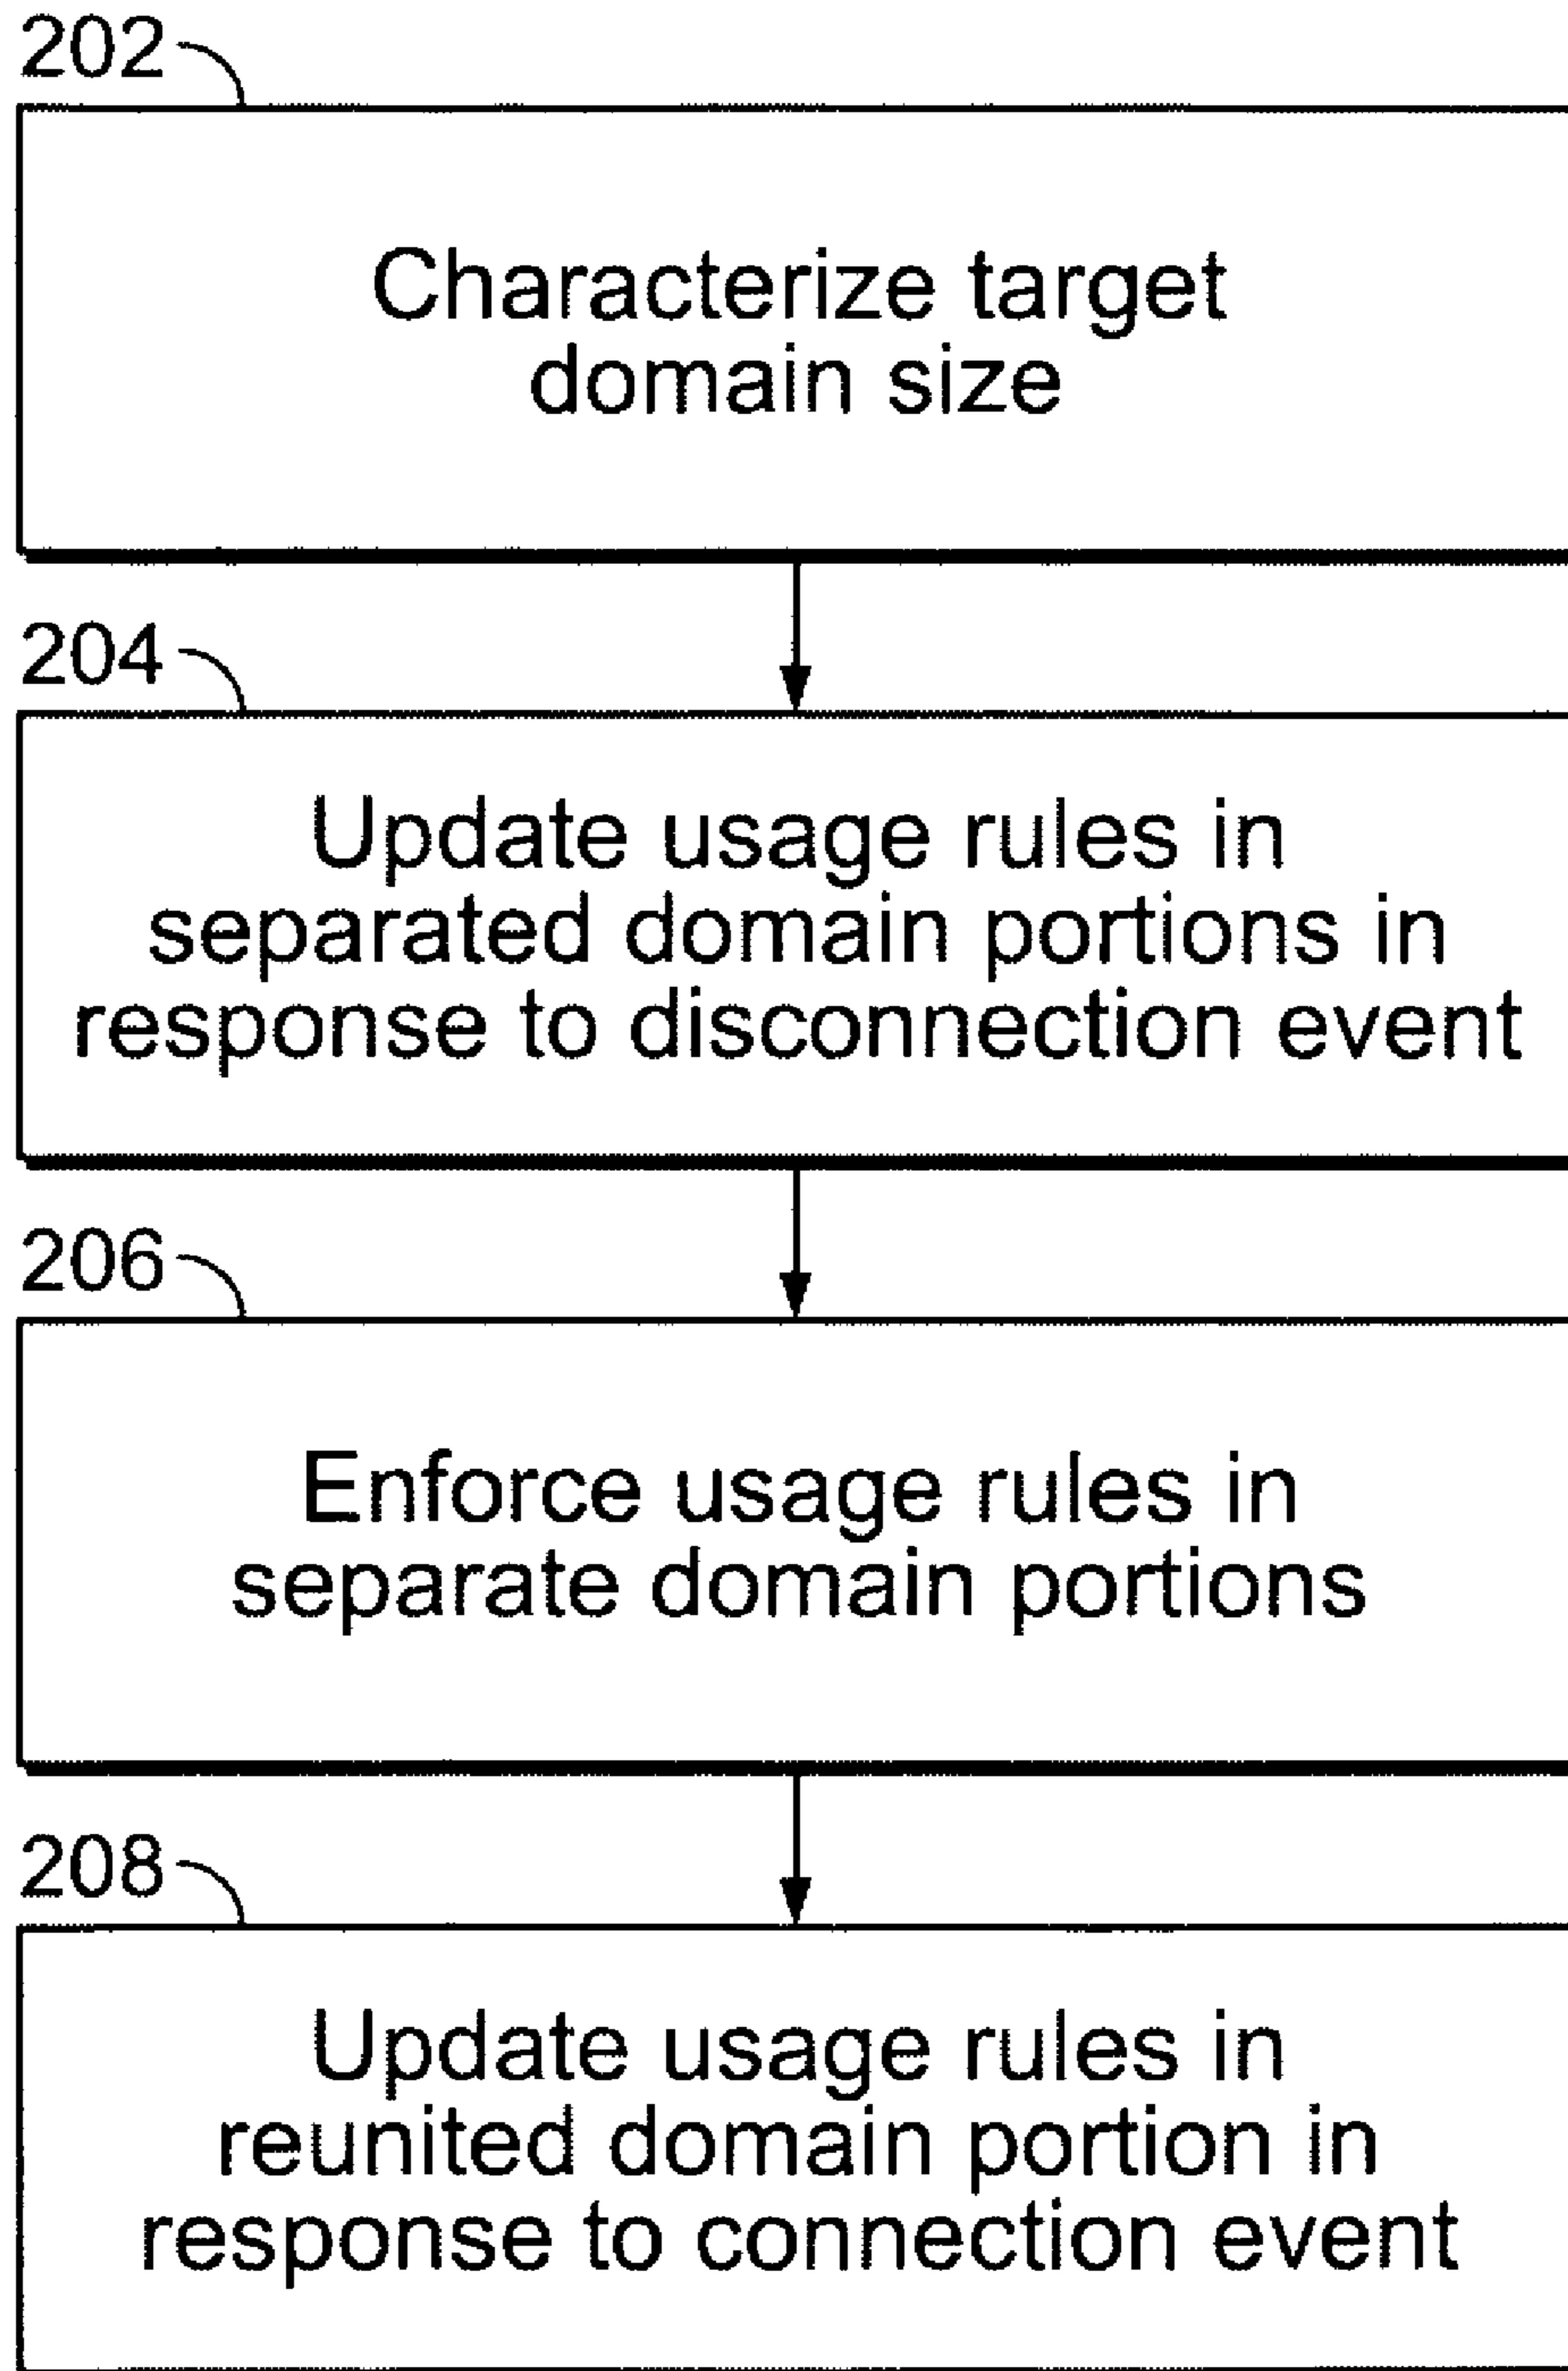 202
Characterize target
domain size
204
Update usage rules in
separated domain portions in
response to disconnection event
206
Enforce usage rules in
separate domain portions
208
Update usage rules in
reunited domain portion in
response to connection event